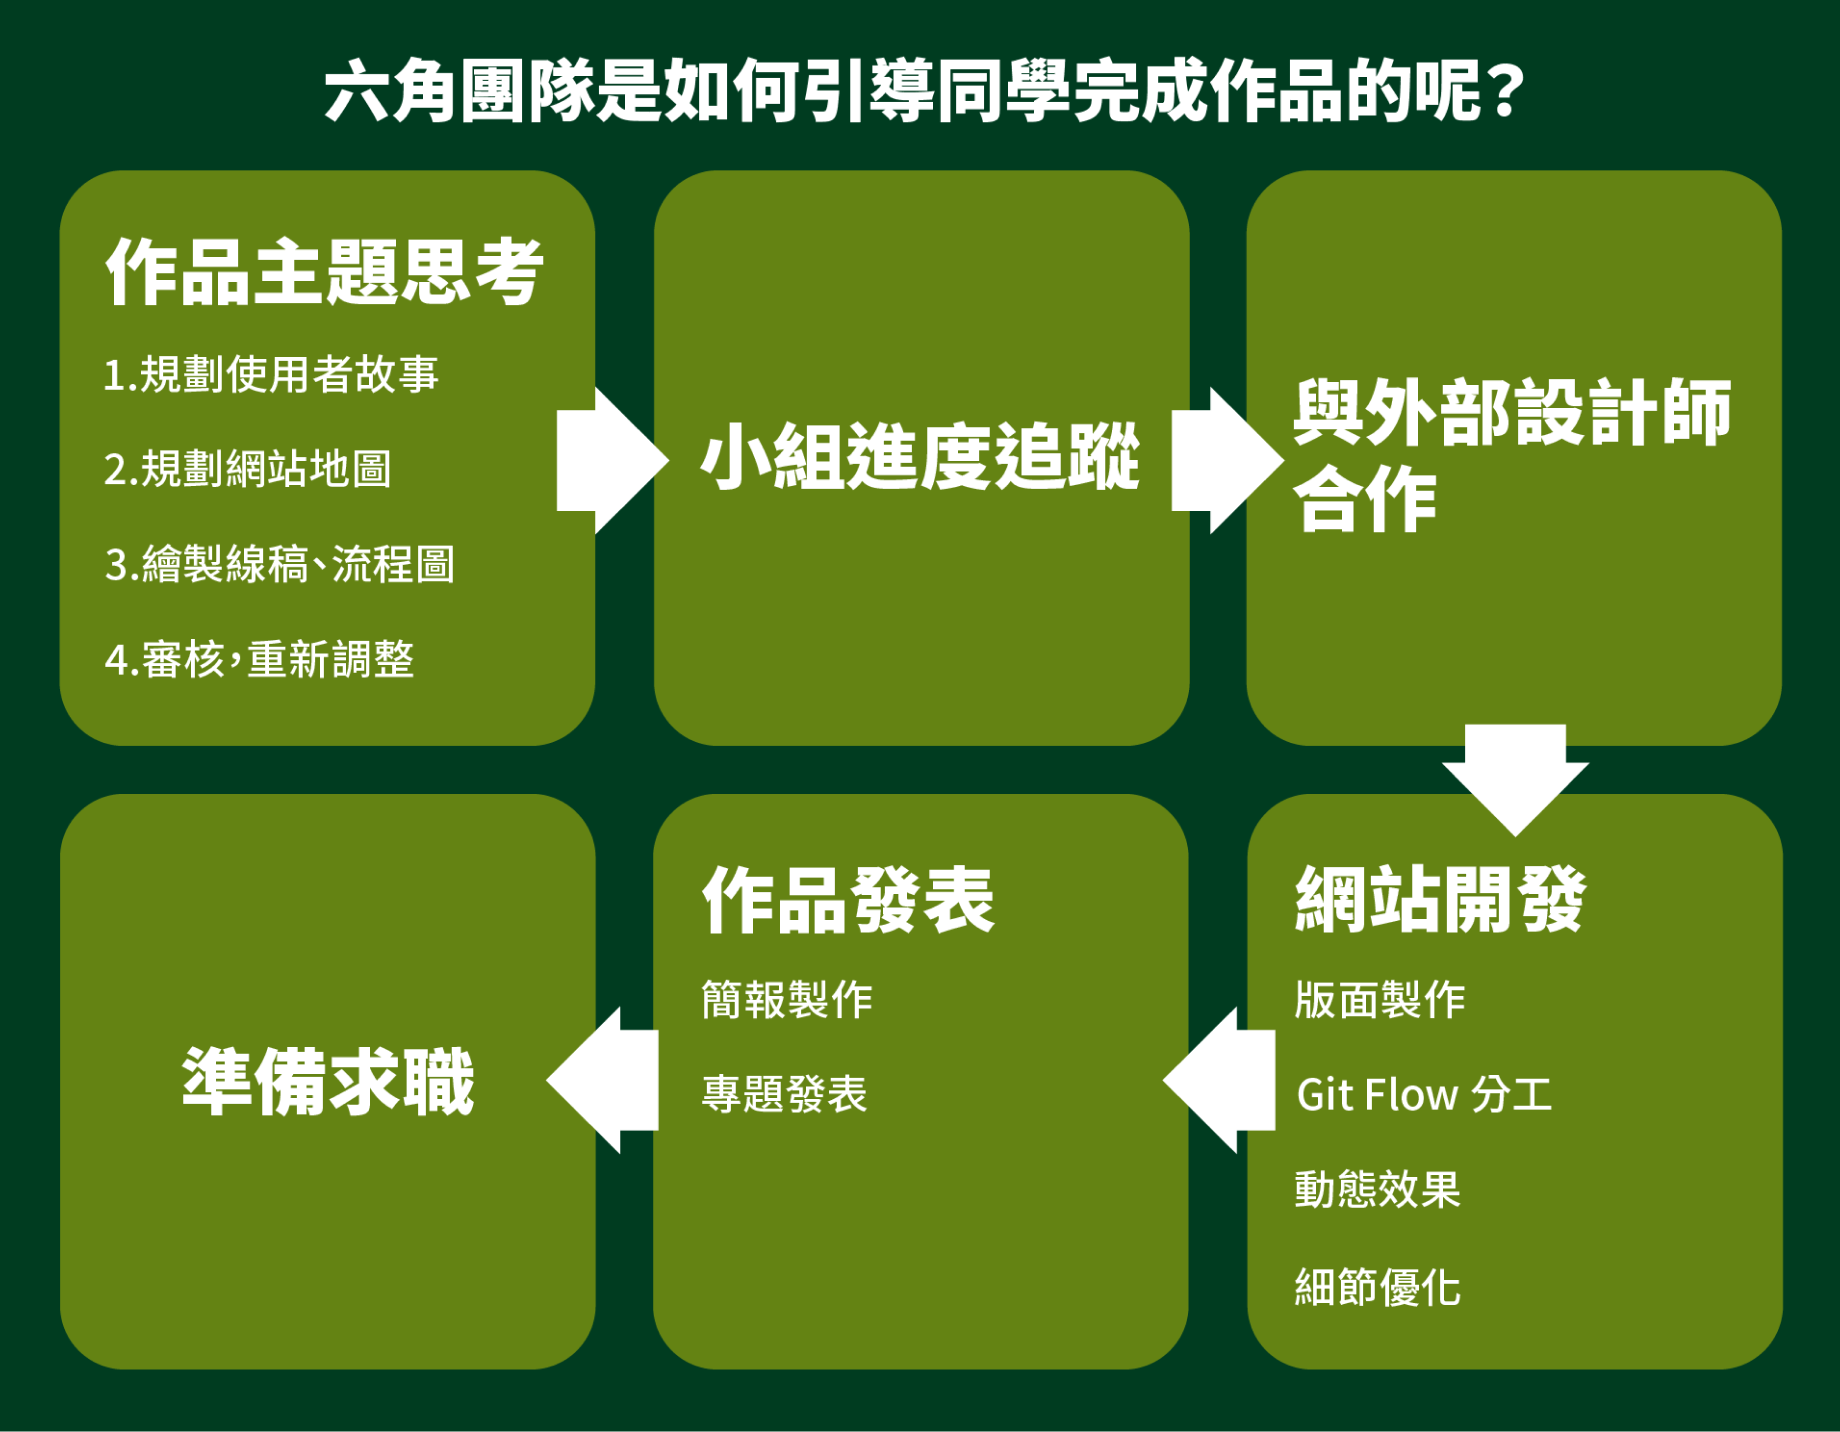 六角團隊是如何引導同學完成作品的呢？
作品主題思考
1.規劃使用者故事
2.規劃網站地圖
3.繪製線稿、流程圖
4.審核，重新調整
小組進度追蹤
與外部設計師
合作
網站開發
版面製作
Git Flow 分工
動態效果
細節優化
作品發表
簡報製作
專題發表
準備求職